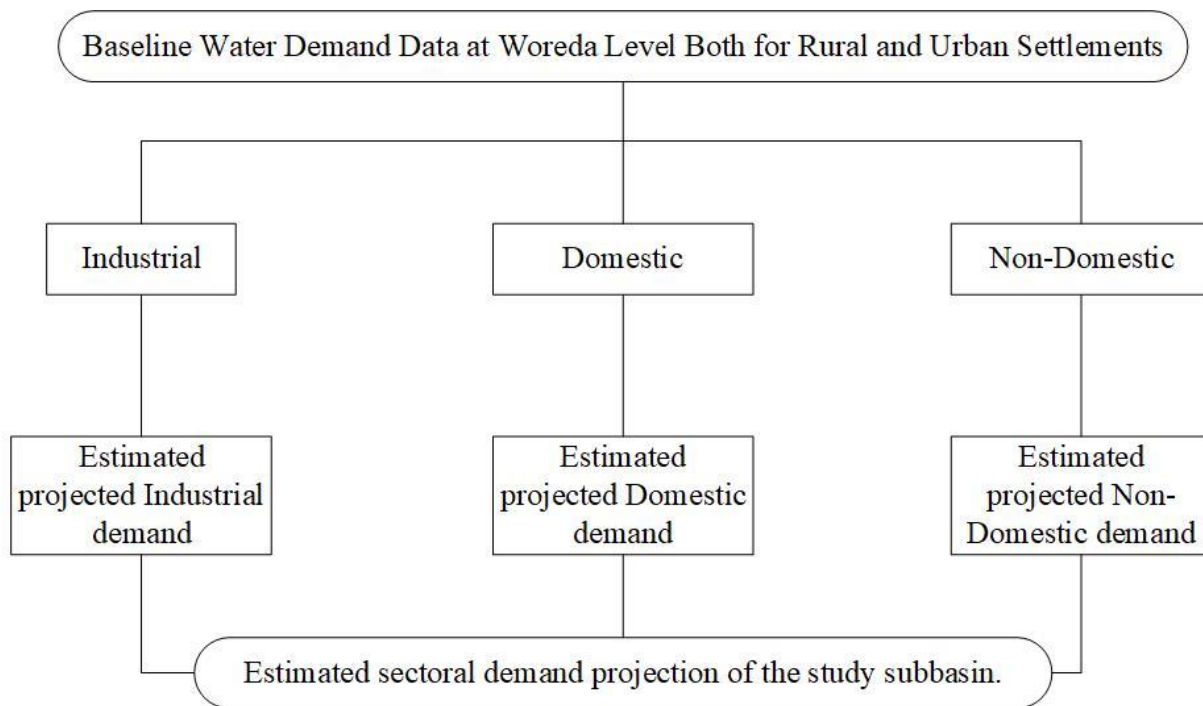 Baseline Water Demand Data at Woreda Level Both for Rural and Urban Settlements
Industrial
Domestic
Non-Domestic
Estimated
projected Industrial
demand
Estimated
projected Domestic
demand
Estimated
projected Non-
Domestic demand
Estimated sectoral demand projection of the study subbasin.